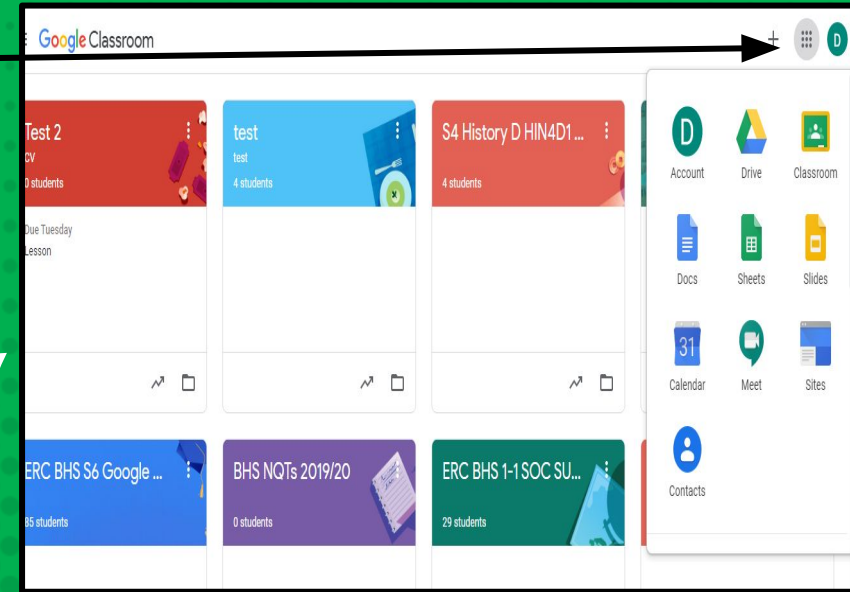 Google Classroom
+
D
Test 2
CV
0 students
Due Tuesday
Lesson
test
test
4 students
S4 History D HIN4D1 ...
4 students
D
Account
Drive
Classroom
Docs
Sheets
Slides
31
Calendar
Meet
Sites
Contacts
ERC BHS S6 Google ...
85 students
BHS NQTs 2019/20
0 students
ERC BHS 1-1 SOC SU...
29 students